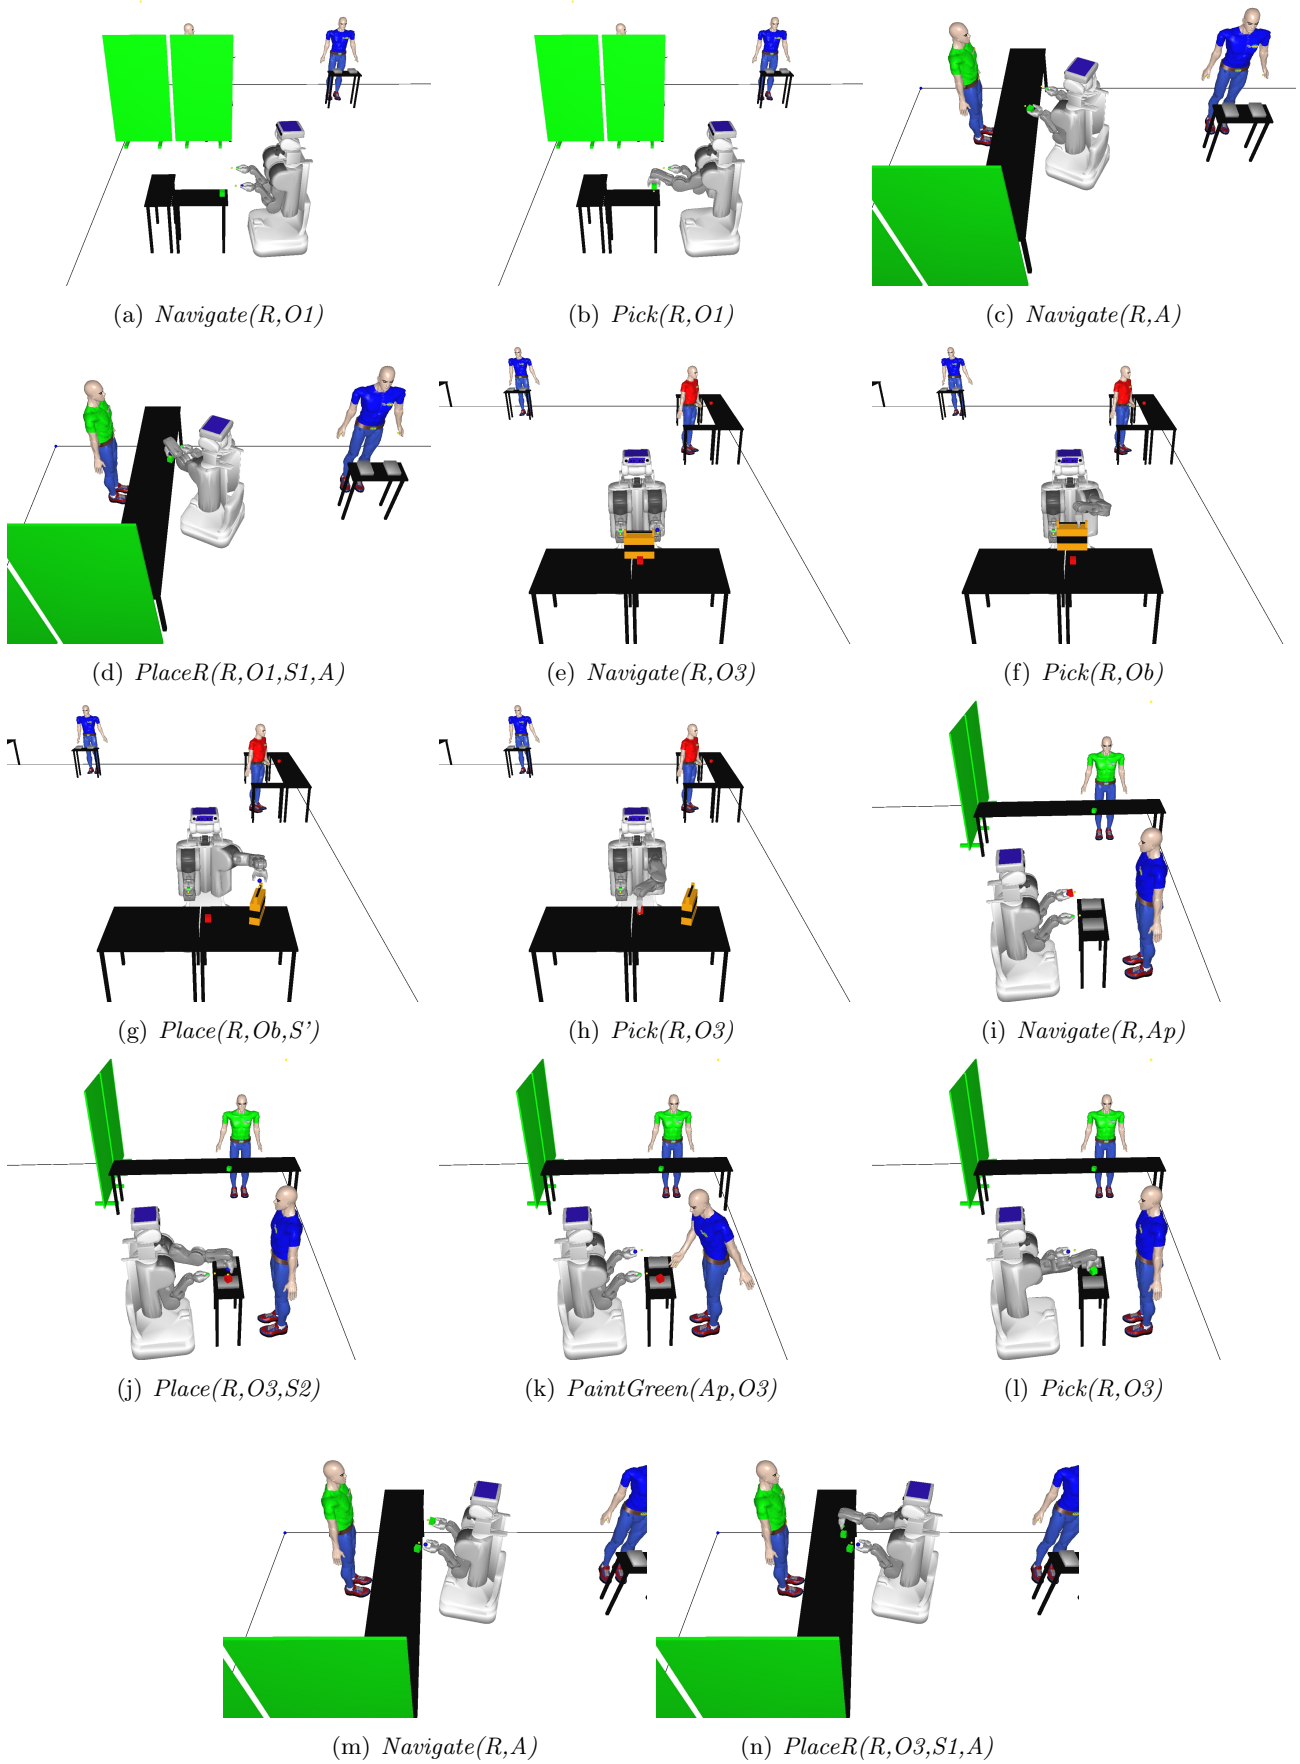 (a) Navigate(R,O1)
(b) Pick(R,O1)
(c) Navigate(R,A)
(d) PlaceR(R,O1,S1,A)
(e) Navigate(R,O3)
(f) Pick(R,Ob)
(g) Place(R,Ob,S’)
(h) Pick(R,O3)
(i) Navigate(R,Ap)
(j) Place(R,O3,S2)
(k) PaintGreen(Ap,O3)
(l) Pick(R,O3)
(m) Navigate(R,A)
(n) PlaceR(R,O3,S1,A)